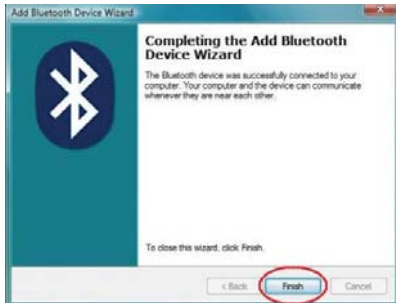 Add Bluetooth Device Wizard
Completing the Add Bluetooth
Device Wizard
The Bluetooth device was successfully connected to your
computer. Your computer and the device can communicate
whenever they are near each other.
To close this wizard, click Finish.
< Back Finish Cancel